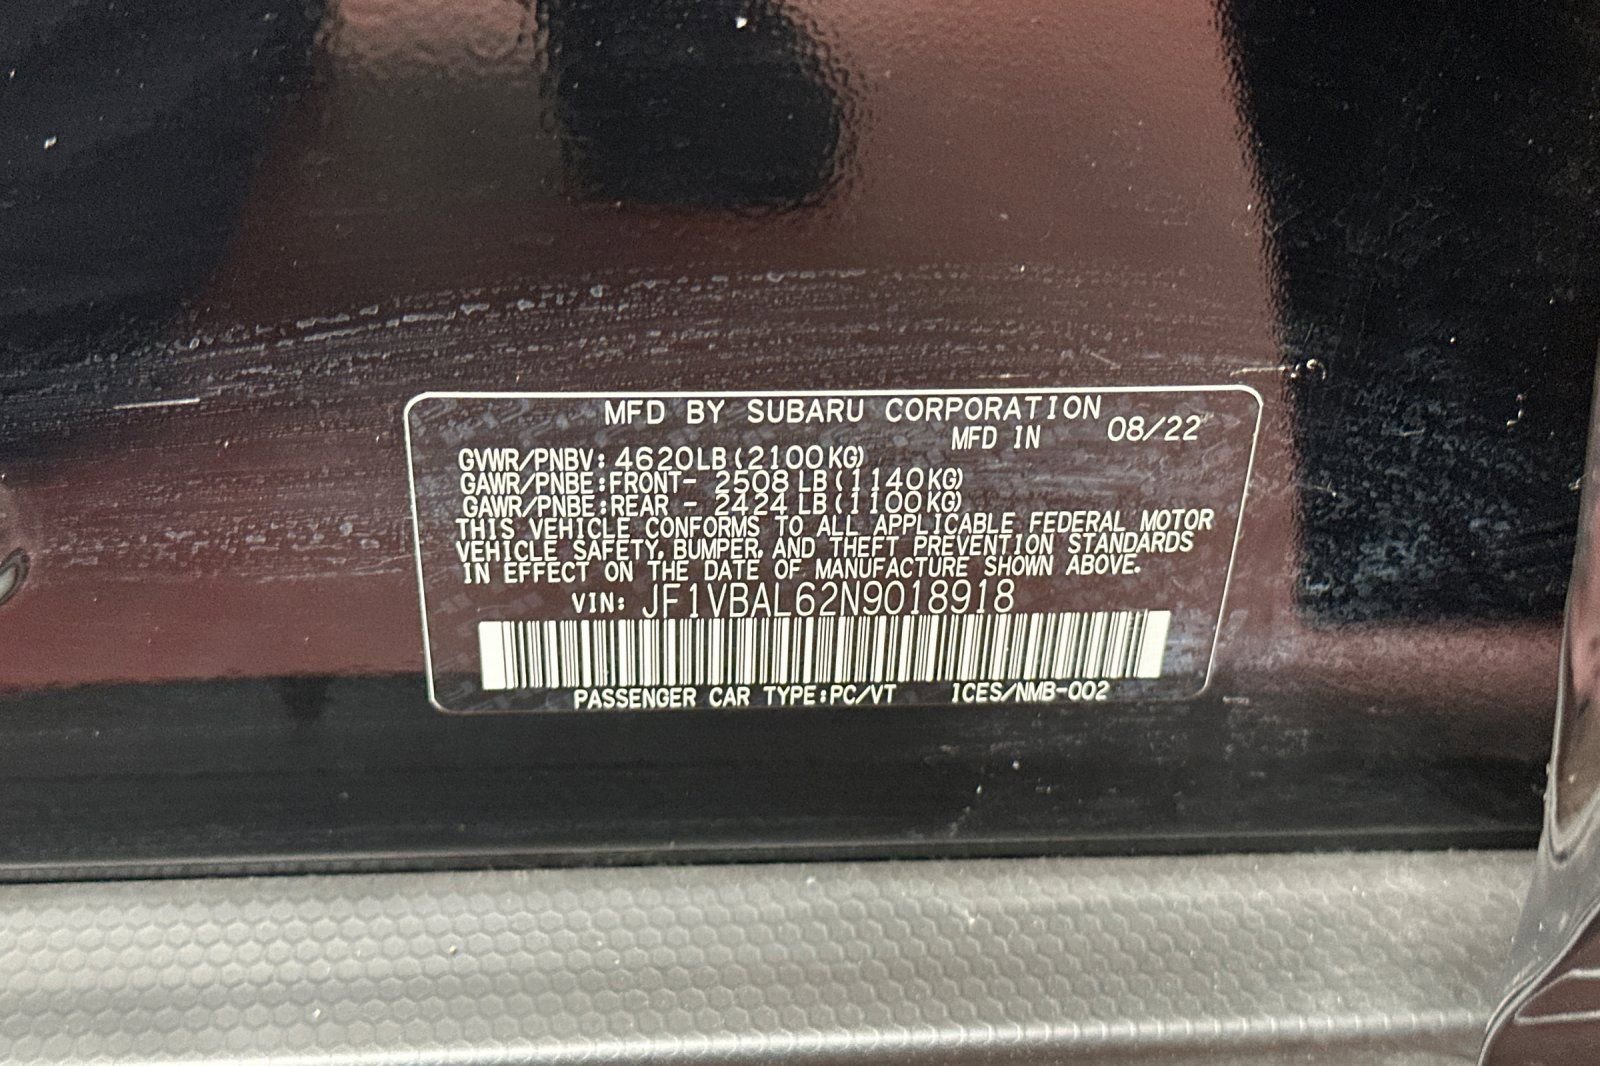 MFD BY SUBARU CORPORATION
MFD IN 08/22
GVWR/PNBV: 4620LB(2100KG)
GAWR/PNBE:FRONT- 2508 LB(1140KG)
GAWR/PNBE:REAR - 2424 LB(1100KG)
THIS VEHICLE CONFORMS TO ALL APPLICABLE FEDERAL MOTOR
VEHICLE SAFETY, BUMPER, AND THEFT PREVENTION STANDARDS
IN EFFECT ON THE DATE OF MANUFACTURE SHOWN ABOVE.
VIN: JF1VBAL62N9018918
PASSENGER CAR TYPE:PC/VT ICES/NMB-002